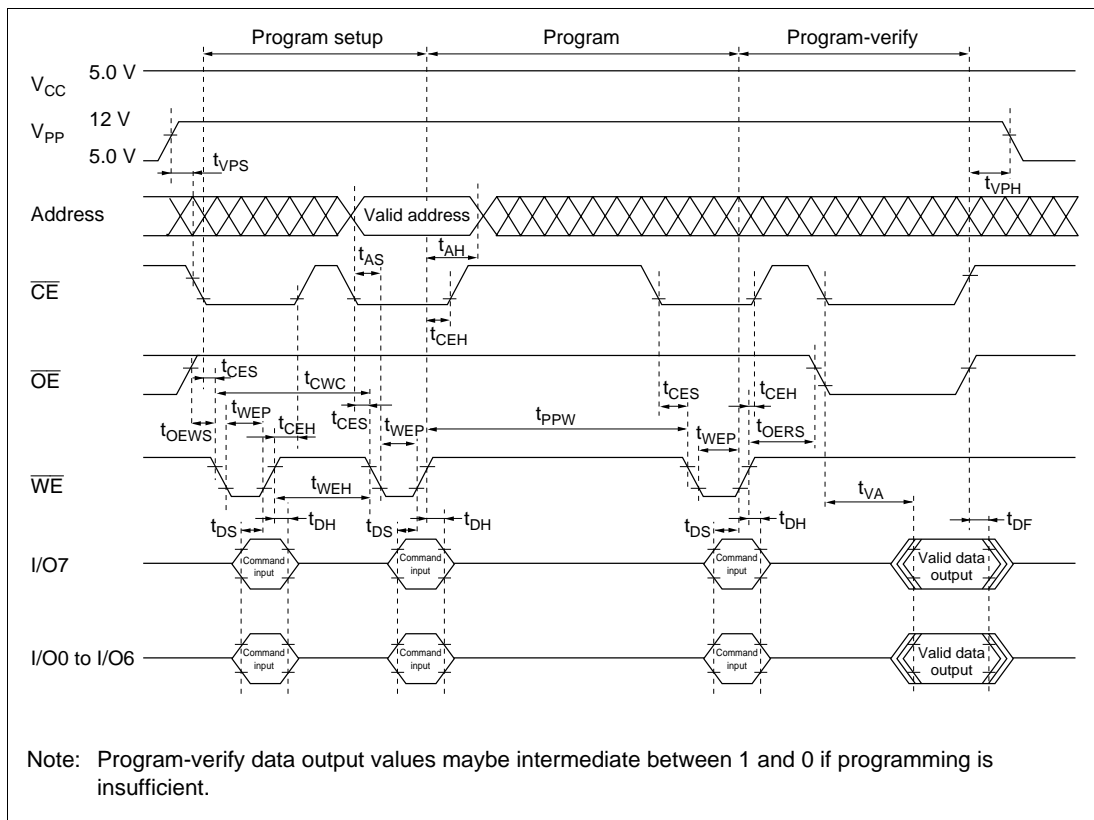 Program setup Program Program-verify
VCC 5.0 V
VPP 12 V
5.0 V
tVPS tVPH
Address Valid address
tAS tAH
CE
tCEH
OE
tCES tCWC tCES tCES tCEH
tOEWS tWEP tCEH tWEP tPPW tWEP tOERS
WE
tWEH tVA
tDS tDH tDS tDH tDS tDH tDF
I/O7 Command input Command input Command input Valid data output
I/O0 to I/O6 Command input Command input Command input Valid data output
Note: Program-verify data output values maybe intermediate between 1 and 0 if programming is
insufficient.